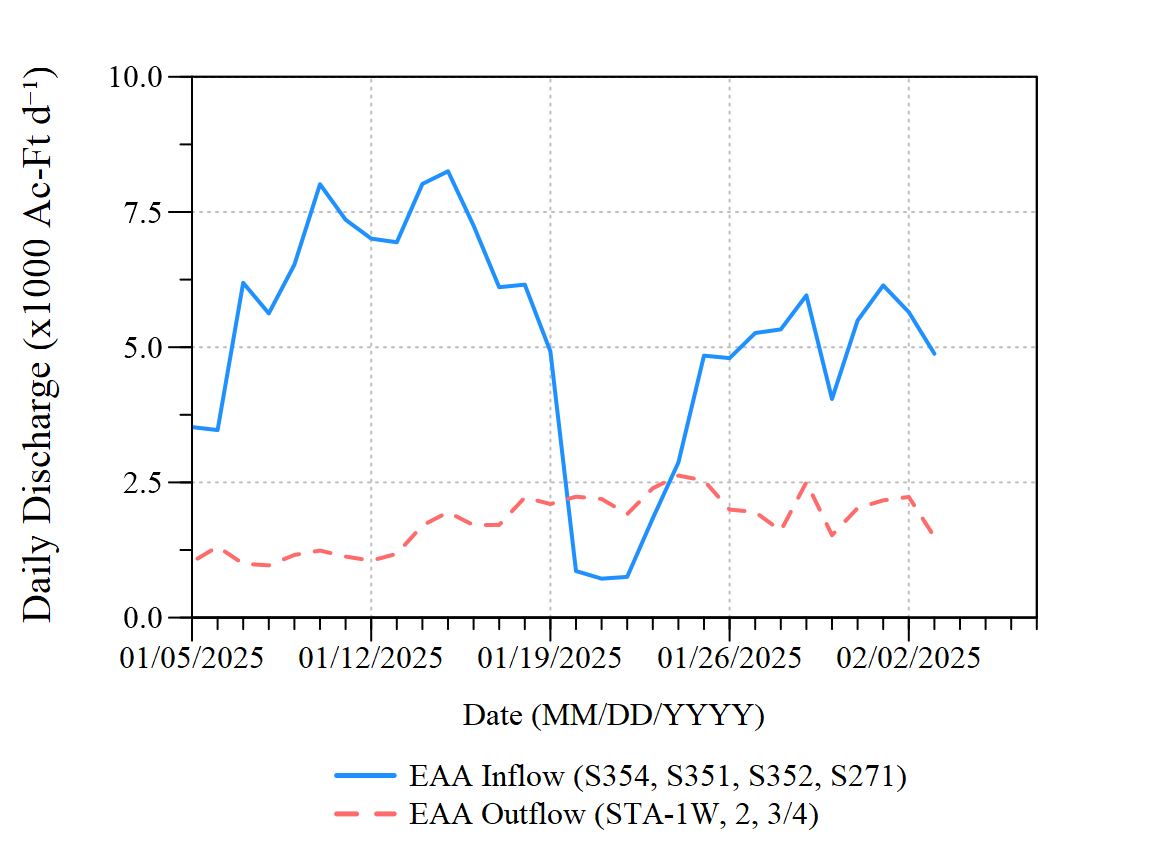 Daily Discharge (x1000 Ac-Ft d⁻¹)
10.0
7.5
5.0
2.5
0.0
01/05/2025 01/12/2025 01/19/2025 01/26/2025 02/02/2025
Date (MM/DD/YYYY)
EAA Inflow (S354, S351, S352, S271)
EAA Outflow (STA-1W, 2, 3/4)